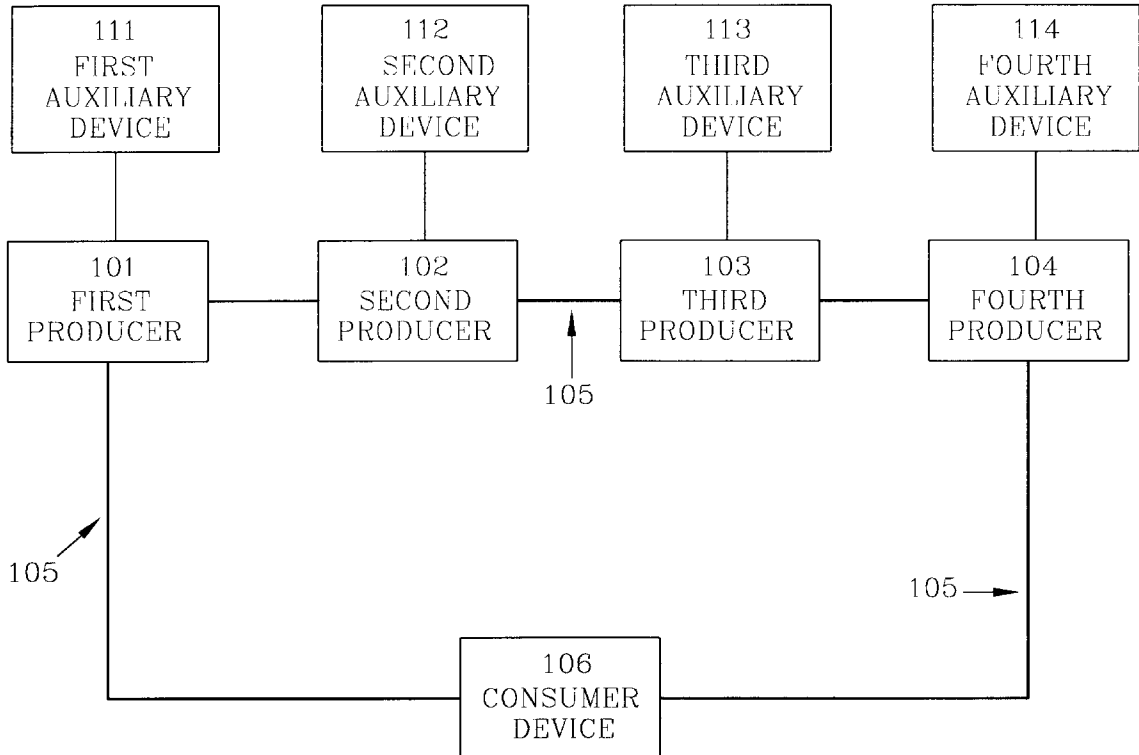 111
FIRST
AUXILIARY
DEVICE
112
SECOND
AUXILIARY
DEVICE
113
THIRD
AUXILIARY
DEVICE
114
FOURTH
AUXILIARY
DEVICE
101
FIRST
PRODUCER
102
SECOND
PRODUCER
103
THIRD
PRODUCER
104
FOURTH
PRODUCER
105
105
105
106
CONSUMER
DEVICE